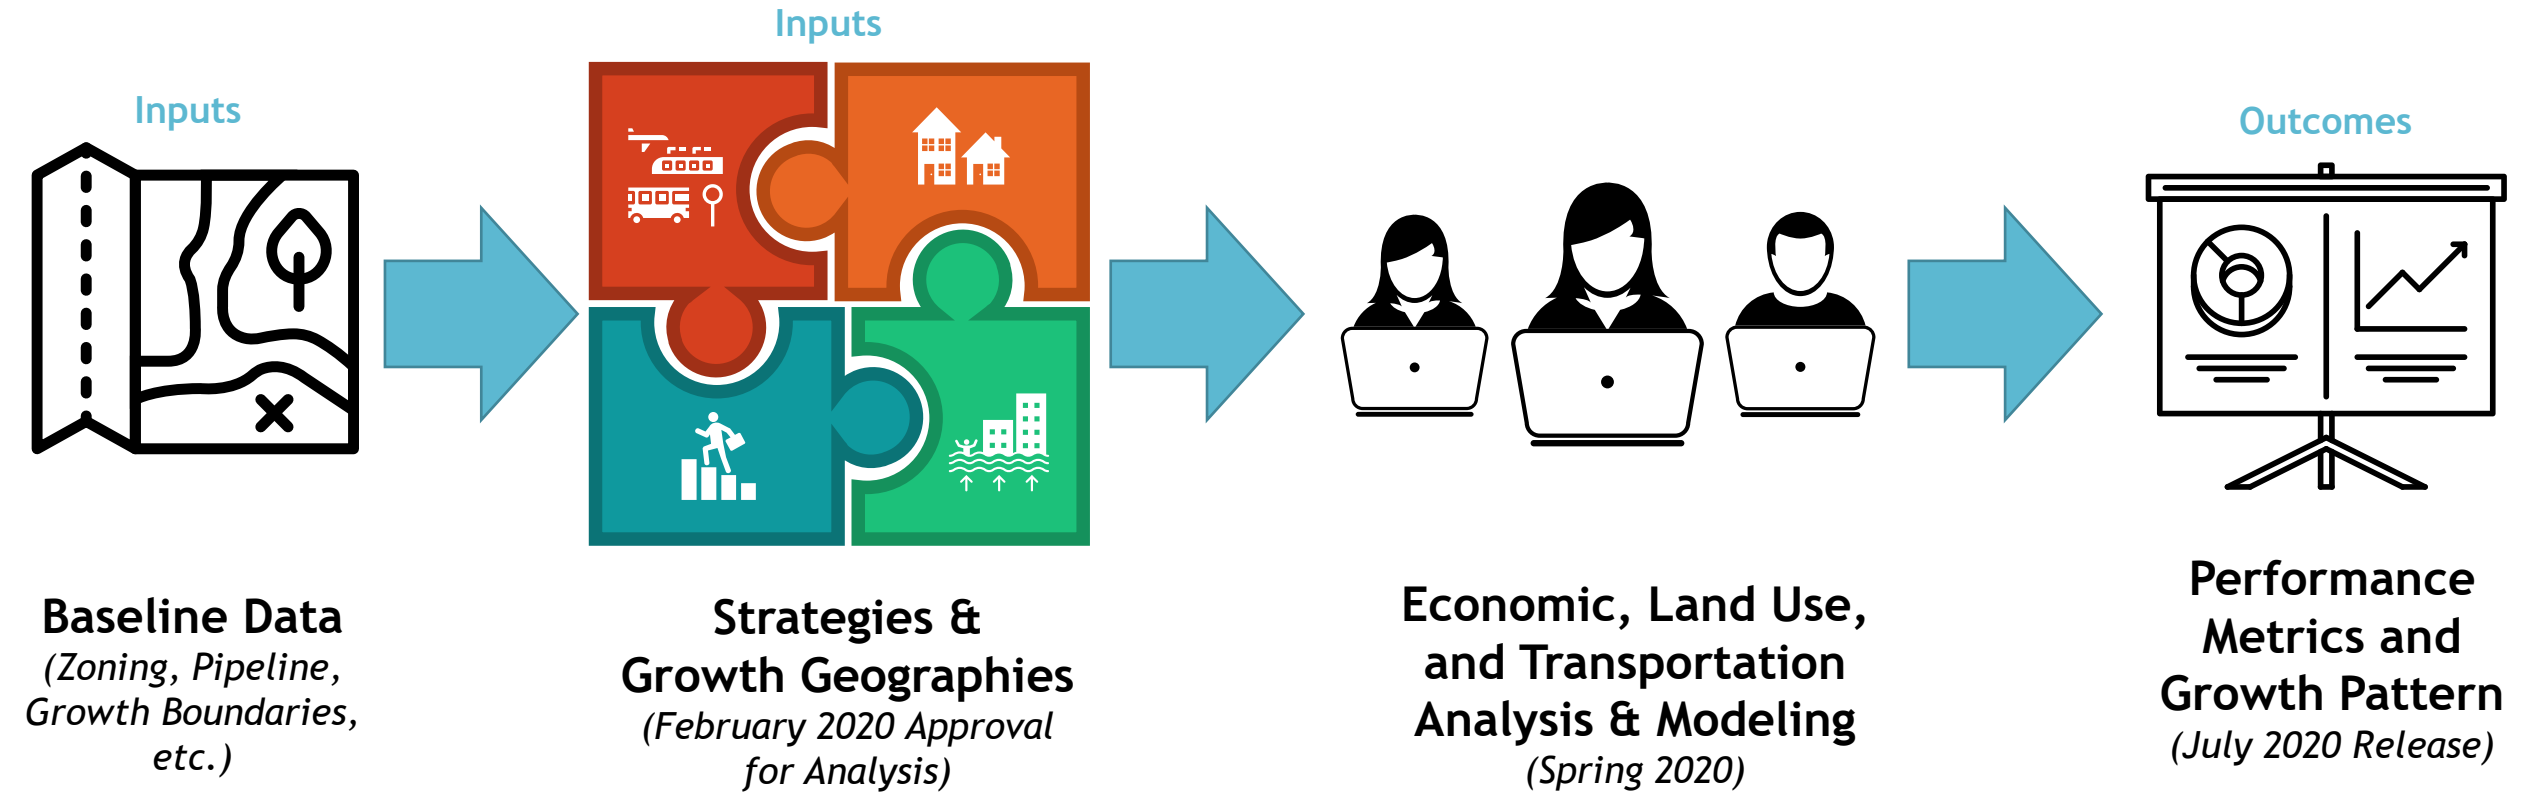 Inputs
Baseline Data
(Zoning, Pipeline,
Growth Boundaries,
etc.)
Inputs
Strategies &
Growth Geographies
(February 2020 Approval
for Analysis)
Economic, Land Use,
and Transportation
Analysis & Modeling
(Spring 2020)
Outcomes
Performance
Metrics and
Growth Pattern
(July 2020 Release)